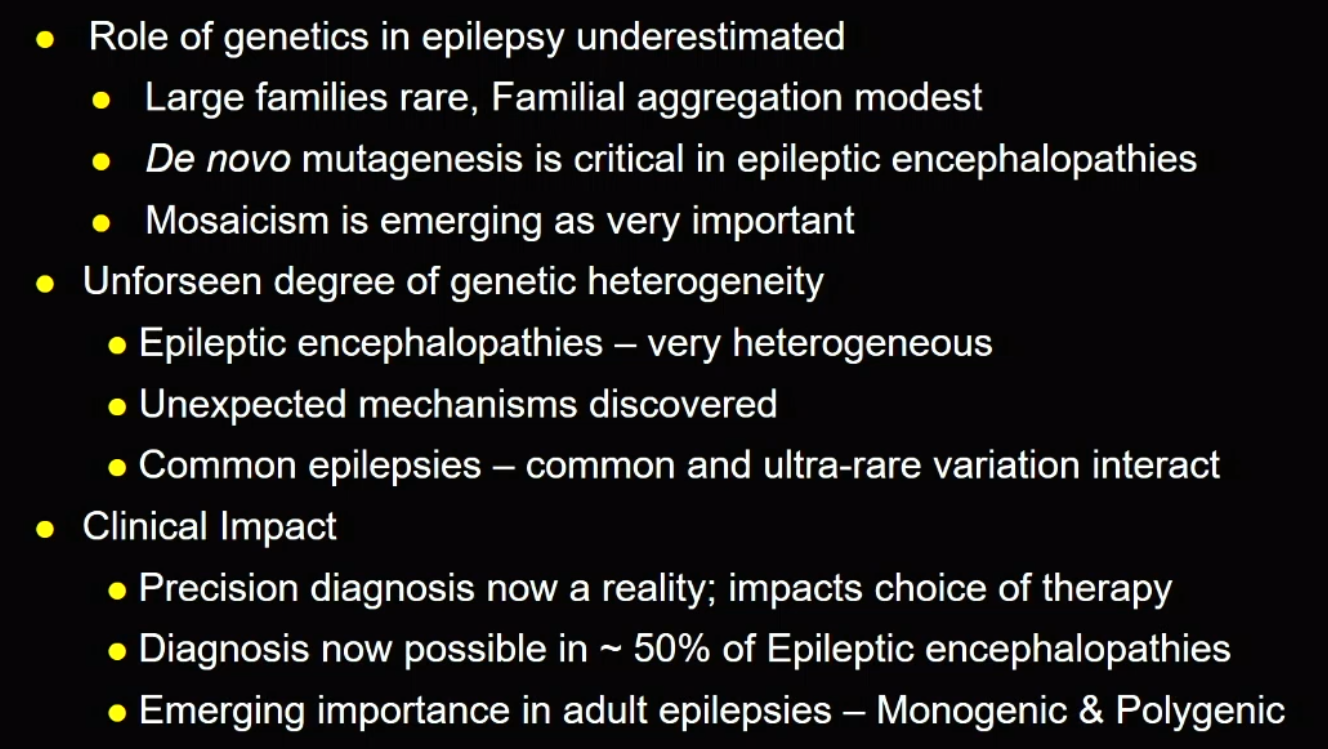 Role of genetics in epilepsy underestimated
Large families rare, Familial aggregation modest
De novo mutagenesis is critical in epileptic encephalopathies
Mosaicism is emerging as very important
Unforseen degree of genetic heterogeneity
Epileptic encephalopathies – very heterogeneous
Unexpected mechanisms discovered
Common epilepsies – common and ultra-rare variation interact
Clinical Impact
Precision diagnosis now a reality; impacts choice of therapy
Diagnosis now possible in ~ 50% of Epileptic encephalopathies
Emerging importance in adult epilepsies – Monogenic & Polygenic